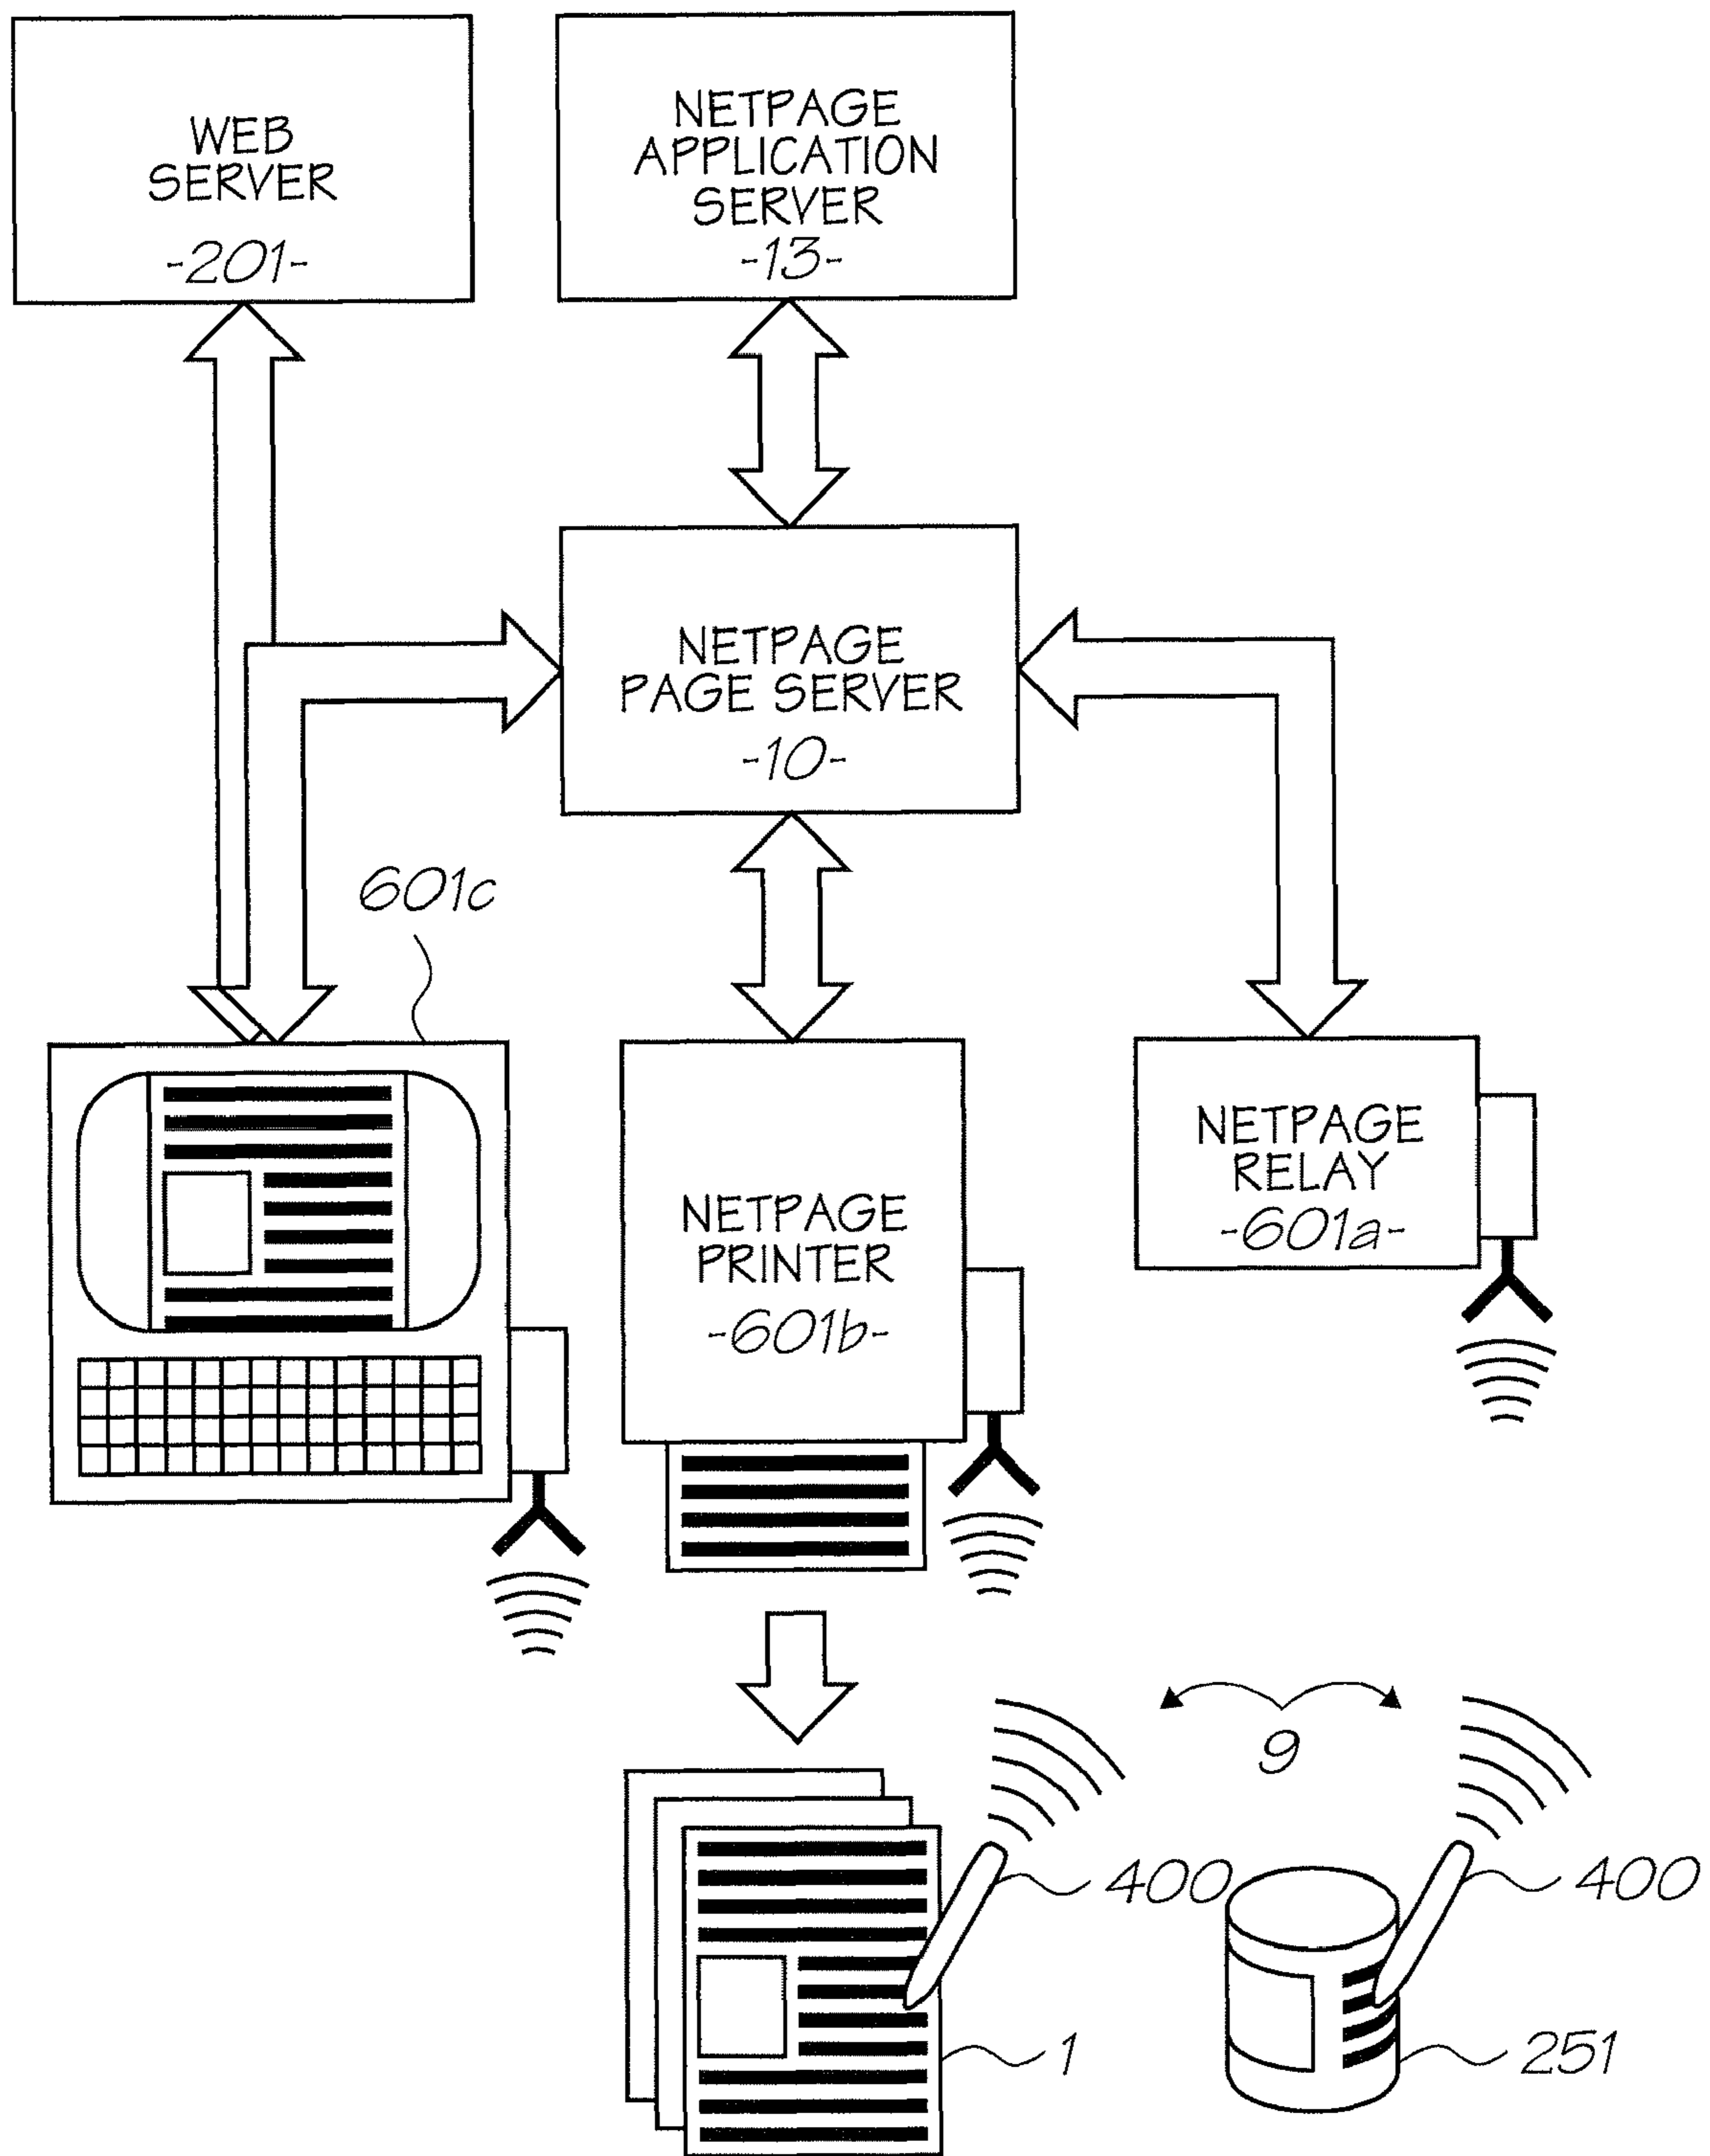 WEB
SERVER
-201-
NETPAGE
APPLICATION
SERVER
-13-
NETPAGE
PAGE SERVER
-10-
601c
NETPAGE
PRINTER
-601b-
NETPAGE
RELAY
-601a-
9
400
400
1
251